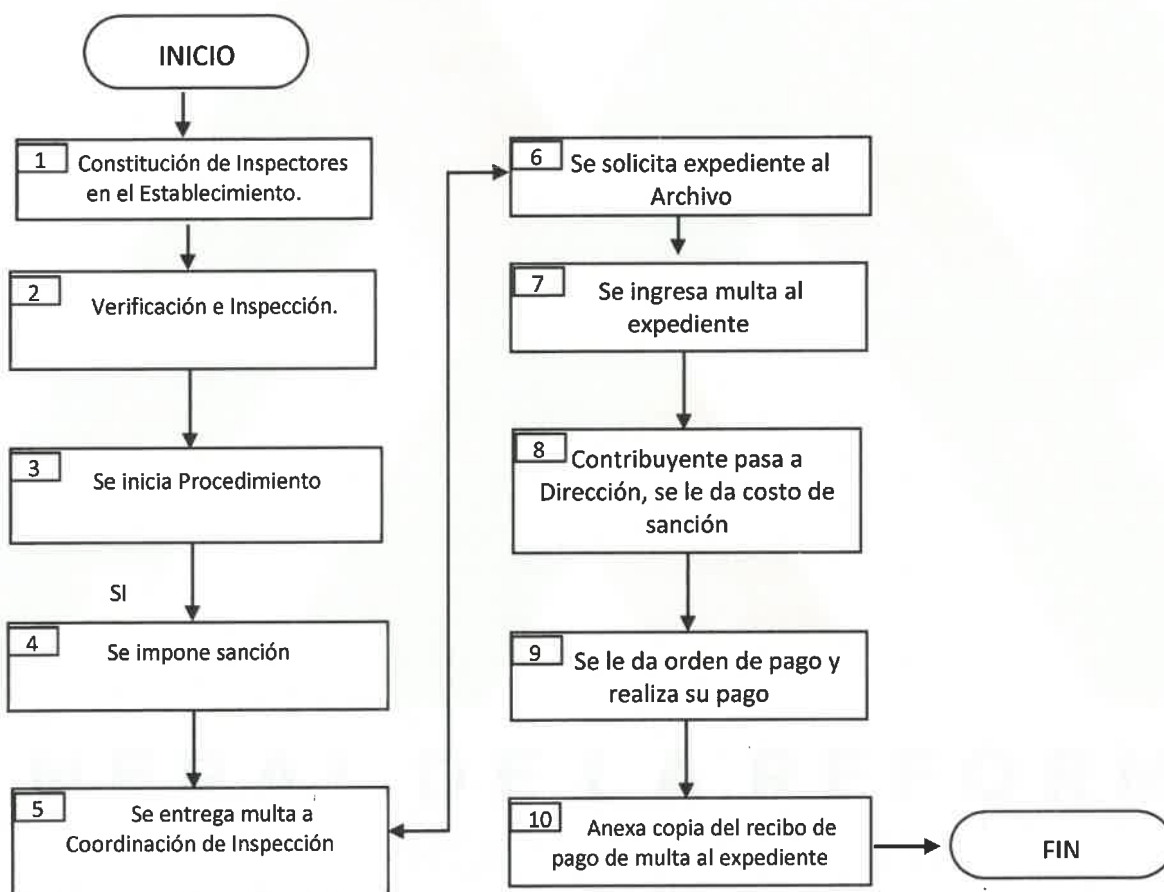 INICIO
1
Constitución de Inspectores
en el Establecimiento.
2
Verificación e Inspección.
3
Se inicia Procedimiento
SI
4
Se impone sanción
5
Se entrega multa a
Coordinación de Inspección
6
Se solicita expediente al
Archivo
7
Se ingresa multa al
expediente
8
Contribuyente pasa a
Dirección, se le da costo de
sanción
9
Se le da orden de pago y
realiza su pago
10
Anexa copia del recibo de
pago de multa al expediente
FIN
DE LA REFOR